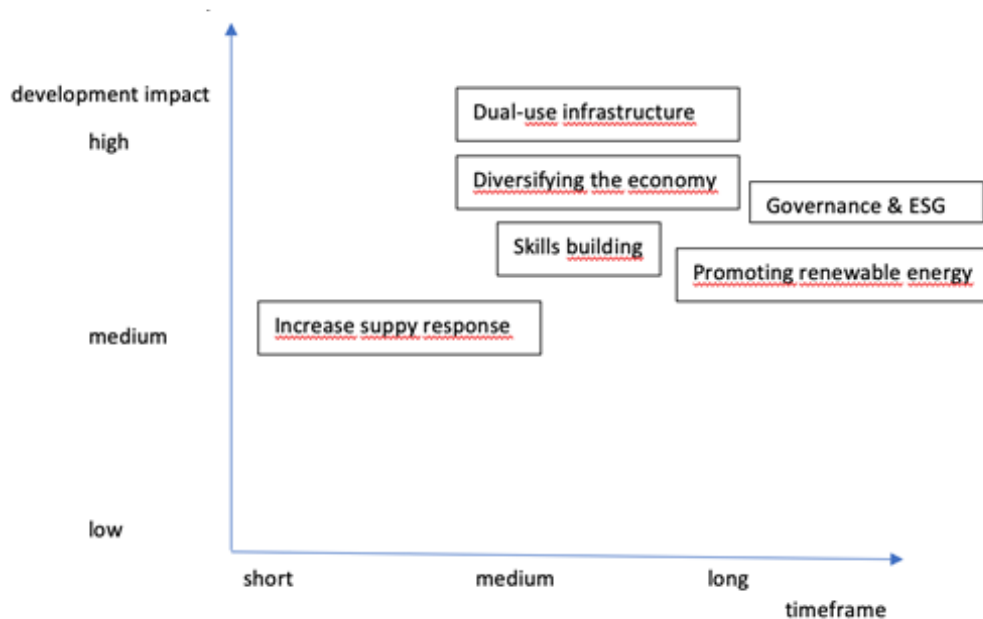 development impact
high
Dual-use infrastructure
Diversifying the economy
Governance & ESG
Skills building
Promoting renewable energy
medium
Increase suppy response
low
short
medium
long
timeframe